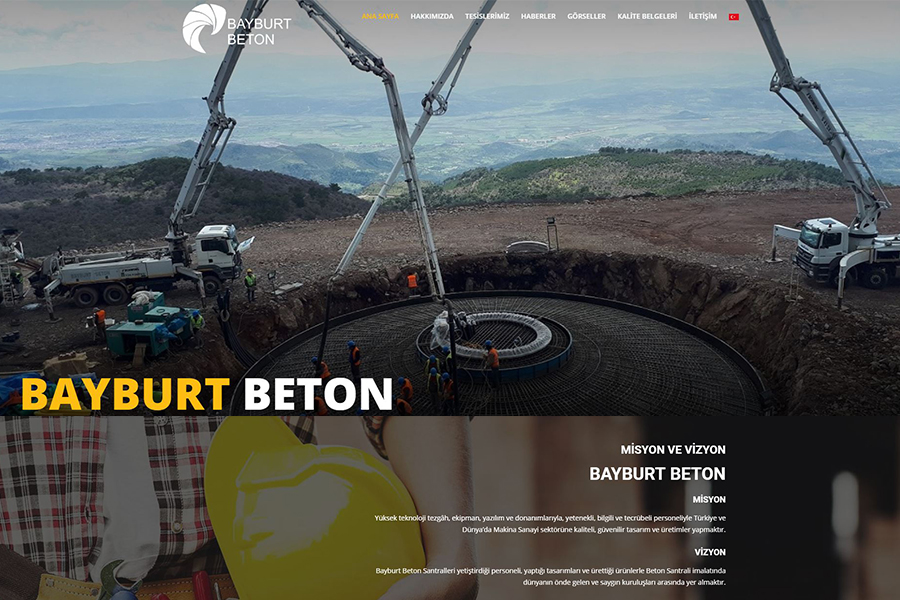 BAYBURT
BETON
ANA SAYFA HAKKIMIZDA TESİSLERİMİZ HABERLER GÖRSELLER KALİTE BELGELERİ İLETİŞİM
BAYBURT BETON
MİSYON VE VİZYON
BAYBURT BETON
MİSYON
Yüksek teknoloji tezgâh, ekipman, yazılım ve donanımlarıyla, yetenekli, bilgili ve tecrübeli personeliyle Türkiye ve
Dünya'da Makina Sanayi sektörüne kaliteli, güvenilir tasarım ve üretimler yapmaktır.
VİZYON
Bayburt Beton Santralleri yetiştirdiği personeli, yaptığı tasarımları ve ürettiği ürünlerle Beton Santrali imalatında
dünyanın önde gelen ve saygın kuruluşları arasında yer almaktır.